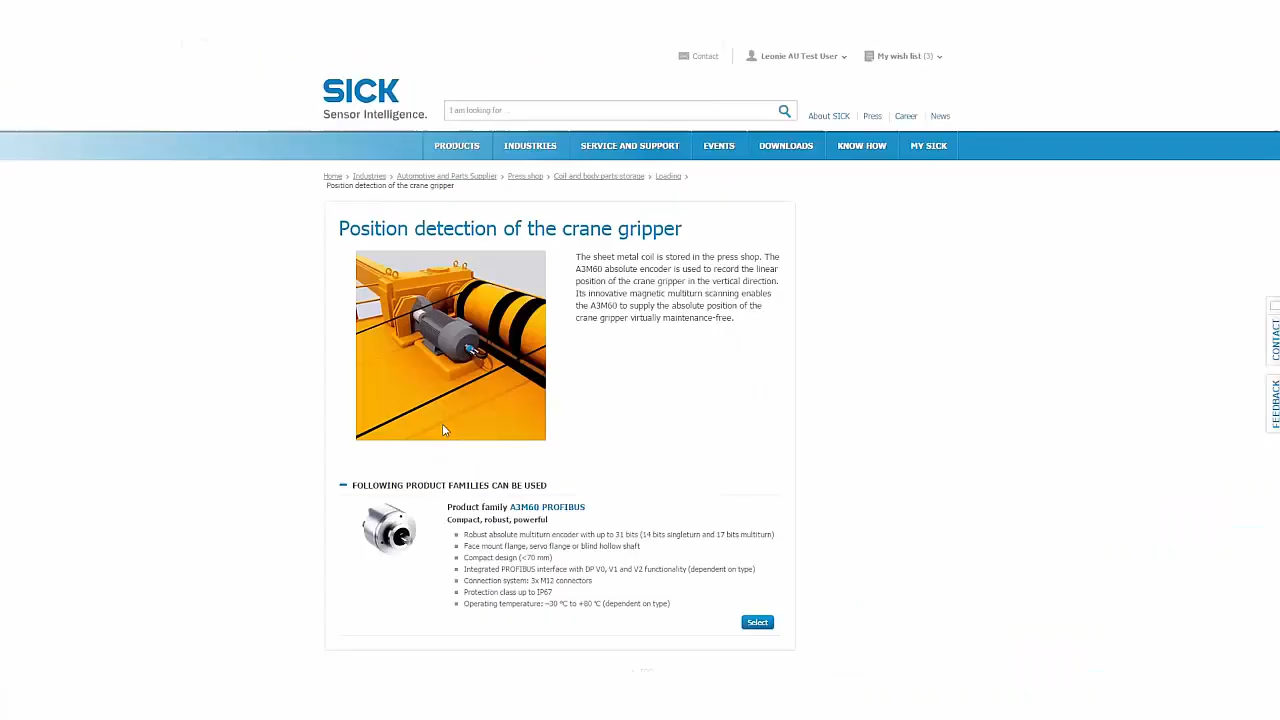 Contact
Leonie AU Test User
My wish list (3)
SICK
Sensor Intelligence.
I am looking for ...
About SICK
Press
Career
News
PRODUCTS
INDUSTRIES
SERVICE AND SUPPORT
EVENTS
DOWNLOADS
KNOW HOW
MY SICK
Home › Industries › Automotive and Parts Supplier › Press shop › Coil and body parts storage › Loading ›
Position detection of the crane gripper
Position detection of the crane gripper
The sheet metal coil is stored in the press shop. The
A3M60 absolute encoder is used to record the linear
position of the crane gripper in the vertical direction.
Its innovative magnetic multiturn scanning enables
the A3M60 to supply the absolute position of the
crane gripper virtually maintenance-free.
CONTACT
FEEDBACK
FOLLOWING PRODUCT FAMILIES CAN BE USED
Product family A3M60 PROFIBUS
Compact, robust, powerful
Robust absolute multiturn encoder with up to 31 bits (14 bits singleturn and 17 bits multiturn)
Face mount flange, servo flange or blind hollow shaft
Compact design (<70 mm)
Integrated PROFIBUS interface with DP V0, V1 and V2 functionality (dependent on type)
Connection system: 3x M12 connectors
Protection class up to IP67
Operating temperature: –30 °C to +80 °C (dependent on type)
Select